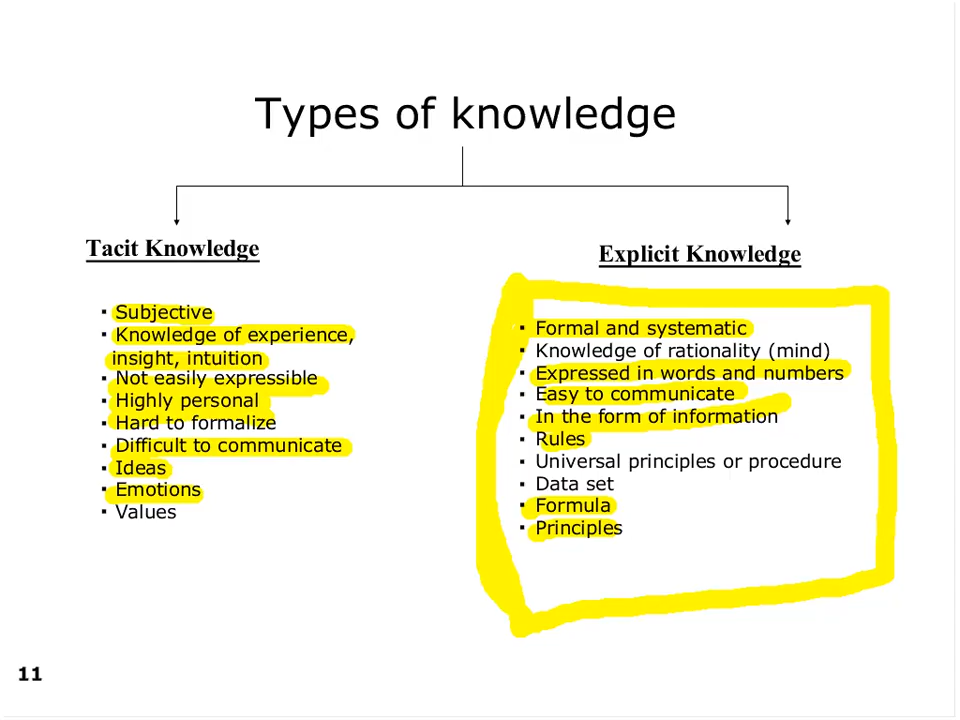 Types of knowledge
Tacit Knowledge
▪ Subjective
▪ Knowledge of experience,
insight, intuition
▪ Not easily expressible
▪ Highly personal
▪ Hard to formalize
▪ Difficult to communicate
▪ Ideas
▪ Emotions
▪ Values
Explicit Knowledge
▪ Formal and systematic
▪ Knowledge of rationality (mind)
▪ Expressed in words and numbers
▪ Easy to communicate
▪ In the form of information
▪ Rules
▪ Universal principles or procedure
▪ Data set
▪ Formula
▪ Principles
11